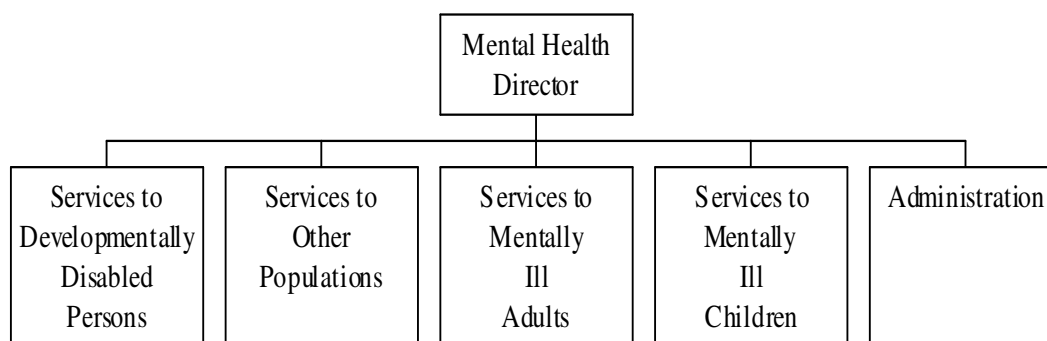 Mental Health
Director
Services to
Developmentally
Disabled
Persons
Services to
Other
Populations
Services to
Mentally
Ill
Adults
Services to
Mentally
Ill
Children
Administration